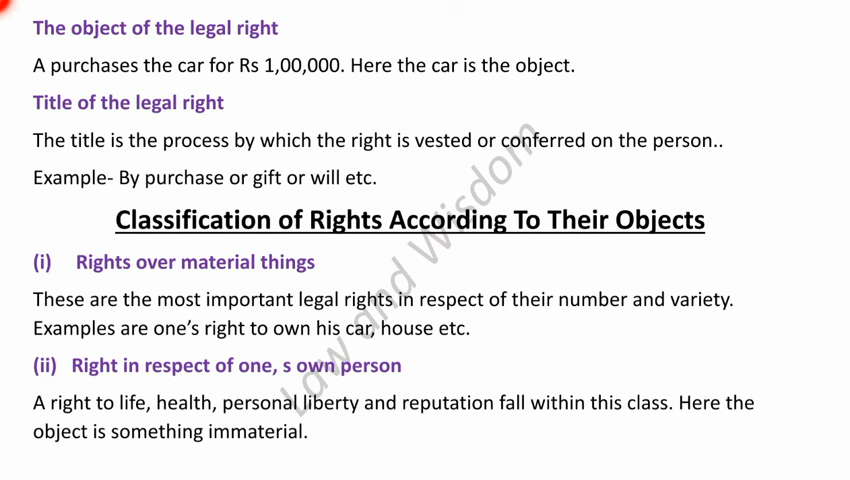 The object of the legal right
A purchases the car for Rs 1,00,000. Here the car is the object.
Title of the legal right
The title is the process by which the right is vested or conferred on the person..
Example- By purchase or gift or will etc.
Classification of Rights According To Their Objects
(i) Rights over material things
These are the most important legal rights in respect of their number and variety.
Examples are one's right to own his car, house etc.
(ii) Right in respect of one, s own person
A right to life, health, personal liberty and reputation fall within this class. Here the
object is something immaterial.
Law and Wisdom